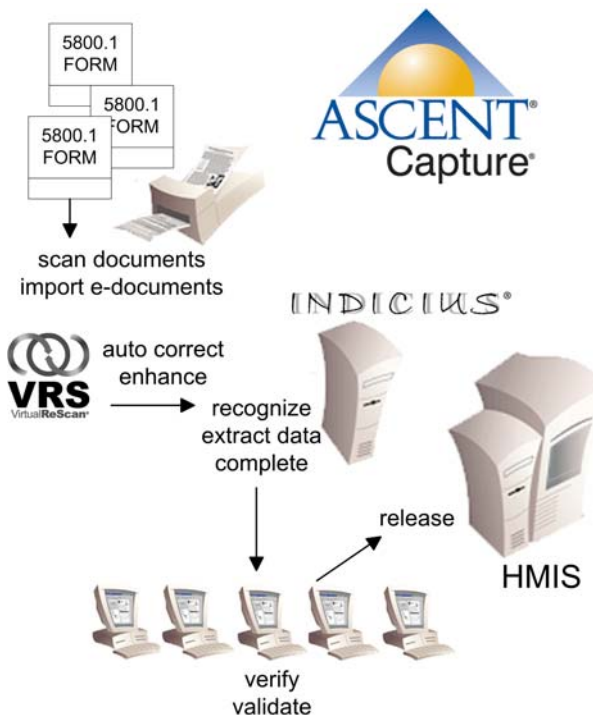 5800.1
FORM
5800.1
FORM
5800.1
FORM
ASCENT®
Capture®
scan documents
import e-documents
INDICIUS®
VRS
VirtualReScan®
auto correct
enhance
recognize
extract data
complete
release
HMIS
verify
validate